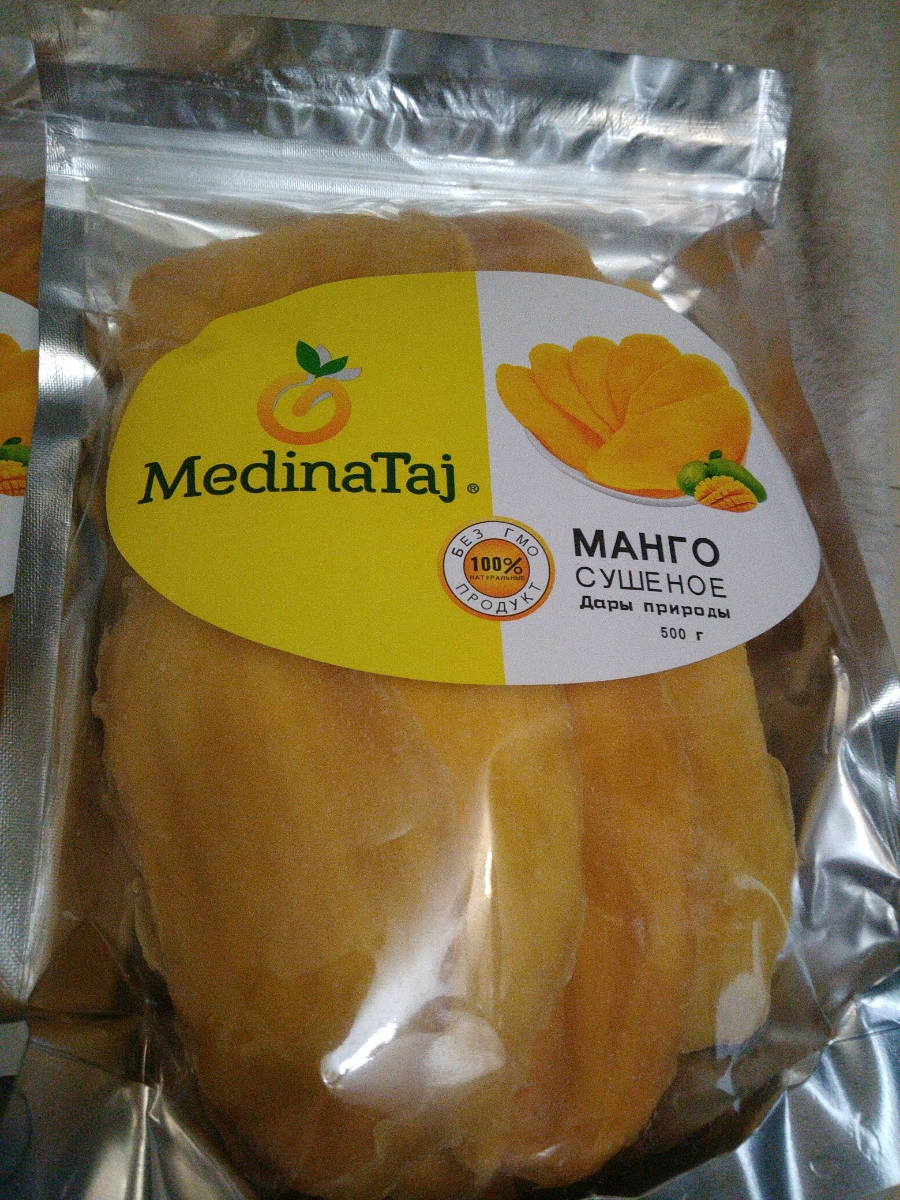 MedinaTaj ®
БЕЗ ГМО
100%
НАТУРАЛЬНЫЕ
ПРОДУКТ
МАНГО
СУШЕНОЕ
Дары природы
500 г